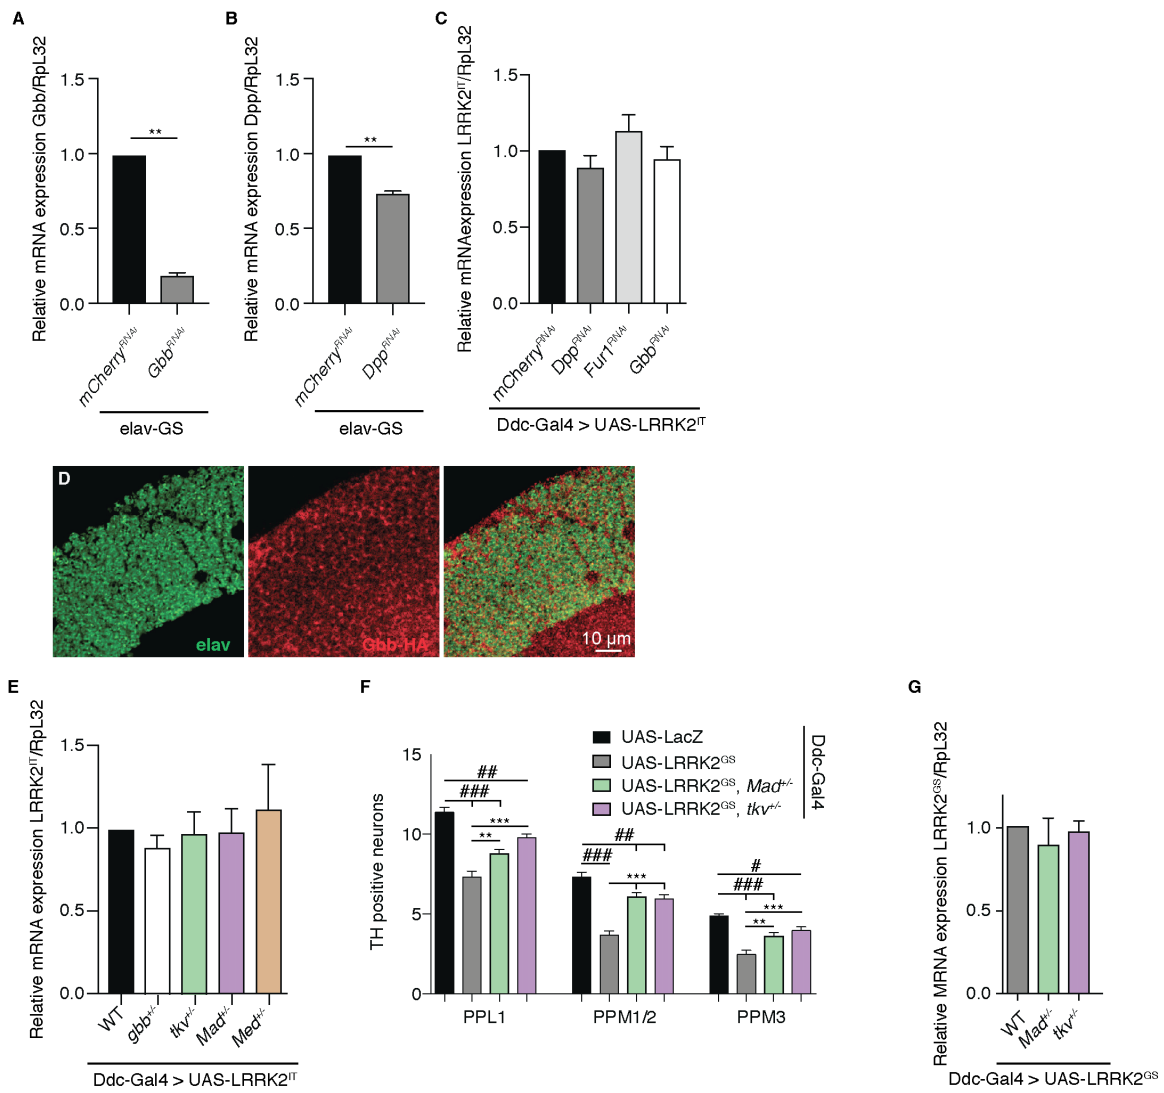 A
B
C
Relative mRNA expression Gbb/RpL32
1.5
1.0
0.5
0.0
**
mCherryRNAi
GbbRNAi
elav-GS
Relative mRNA expression Dpp/RpL32
1.5
1.0
0.5
0.0
**
mCherryRNAi
DppRNAi
elav-GS
Relative mRNAexpression LRRK2IT/RpL32
1.5
1.0
0.5
0.0
mCherryRNAi
DppRNAi
Fur1RNAi
GbbRNAi
Ddc-Gal4 > UAS-LRRK2IT
D
elav
Gbb-HA
10 µm
E
F
G
Relative mRNA expression LRRK2IT/RpL32
1.5
1.0
0.5
0.0
WT
gbb+/-
tkv+/-
Mad+/-
Med+/-
Ddc-Gal4 > UAS-LRRK2IT
UAS-LacZ
UAS-LRRK2GS
UAS-LRRK2GS, Mad+/-
UAS-LRRK2GS, tkv+/-
Ddc-Gal4
TH positive neurons
15
10
5
0
##
###
***
**
##
###
***
#
###
***
**
PPL1
PPM1/2
PPM3
Relative MRNA expression LRRK2GS/RpL32
1.0
0.5
0.0
WT
Mad+/-
tkv+/-
Ddc-Gal4 > UAS-LRRK2GS